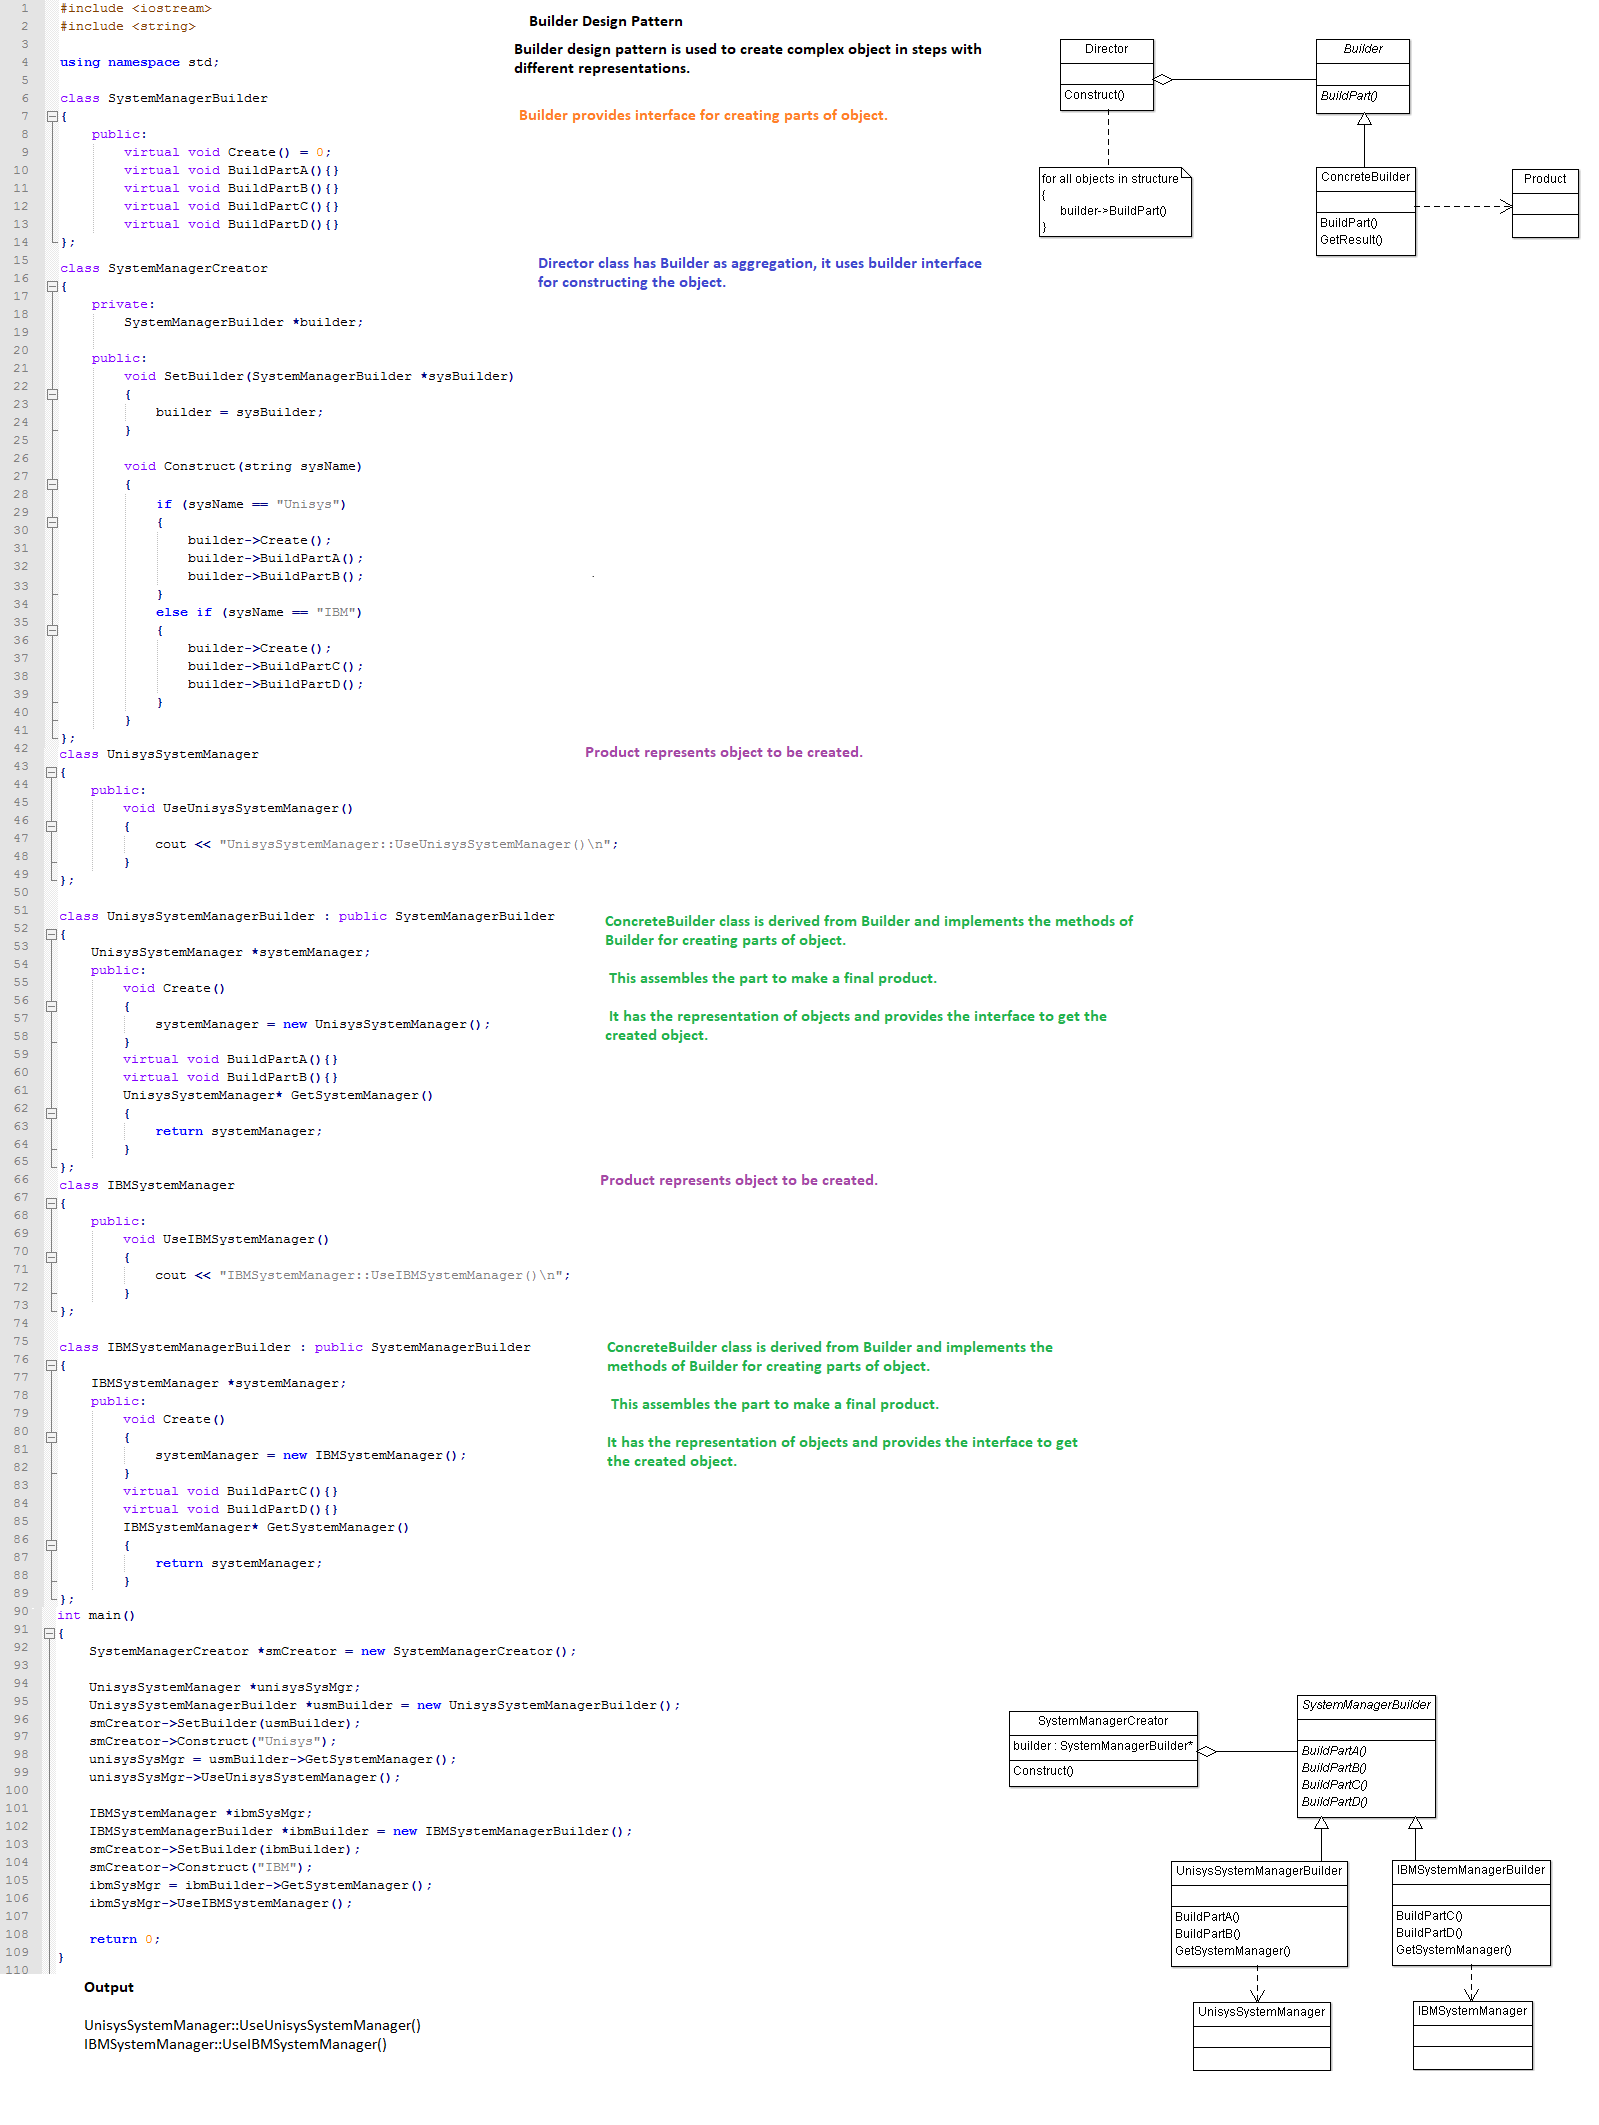 Builder Design Pattern
Builder design pattern is used to create complex object in steps with
different representations.
1 #include <iostream>
2 #include <string>
3
4 using namespace std;
5
6 class SystemManagerBuilder
7 {
8 public:
9 virtual void Create() = 0;
10 virtual void BuildPartA(){}
11 virtual void BuildPartB(){}
12 virtual void BuildPartC(){}
13 virtual void BuildPartD(){}
14 };
Builder provides interface for creating parts of object.
Director
Construct()
Builder
BuildPart()
for all objects in structure
{
builder->BuildPart()
}
ConcreteBuilder
BuildPart()
GetResult()
Product
15 class SystemManagerCreator
16 {
17 private:
18 SystemManagerBuilder *builder;
19
20 public:
21 void SetBuilder(SystemManagerBuilder *sysBuilder)
22 {
23 builder = sysBuilder;
24 }
25
26 void Construct(string sysName)
27 {
28 if (sysName == "Unisys")
29 {
30 builder->Create();
31 builder->BuildPartA();
32 builder->BuildPartB();
33 }
34 else if (sysName == "IBM")
35 {
36 builder->Create();
37 builder->BuildPartC();
38 builder->BuildPartD();
39 }
40 }
41 };
Director class has Builder as aggregation, it uses builder interface
for constructing the object.
42 class UnisysSystemManager
43 {
44 public:
45 void UseUnisysSystemManager()
46 {
47 cout << "UnisysSystemManager::UseUnisysSystemManager()\n";
48 }
49 };
50
Product represents object to be created.
51 class UnisysSystemManagerBuilder : public SystemManagerBuilder
52 {
53 UnisysSystemManager *systemManager;
54 public:
55 void Create()
56 {
57 systemManager = new UnisysSystemManager();
58 }
59 virtual void BuildPartA(){}
60 virtual void BuildPartB(){}
61 UnisysSystemManager* GetSystemManager()
62 {
63 return systemManager;
64 }
65 };
ConcreteBuilder class is derived from Builder and implements the methods of
Builder for creating parts of object.
This assembles the part to make a final product.
It has the representation of objects and provides the interface to get the
created object.
66 class IBMSystemManager
67 {
68 public:
69 void UseIBMSystemManager()
70 {
71 cout << "IBMSystemManager::UseIBMSystemManager()\n";
72 }
73 };
74
Product represents object to be created.
75 class IBMSystemManagerBuilder : public SystemManagerBuilder
76 {
77 IBMSystemManager *systemManager;
78 public:
79 void Create()
80 {
81 systemManager = new IBMSystemManager();
82 }
83 virtual void BuildPartC(){}
84 virtual void BuildPartD(){}
85 IBMSystemManager* GetSystemManager()
86 {
87 return systemManager;
88 }
89 };
ConcreteBuilder class is derived from Builder and implements the
methods of Builder for creating parts of object.
This assembles the part to make a final product.
It has the representation of objects and provides the interface to get
the created object.
90 int main()
91 {
92 SystemManagerCreator *smCreator = new SystemManagerCreator();
93
94 UnisysSystemManager *unisysSysMgr;
95 UnisysSystemManagerBuilder *usmBuilder = new UnisysSystemManagerBuilder();
96 smCreator->SetBuilder(usmBuilder);
97 smCreator->Construct("Unisys");
98 unisysSysMgr = usmBuilder->GetSystemManager();
99 unisysSysMgr->UseUnisysSystemManager();
100
101 IBMSystemManager *ibmSysMgr;
102 IBMSystemManagerBuilder *ibmBuilder = new IBMSystemManagerBuilder();
103 smCreator->SetBuilder(ibmBuilder);
104 smCreator->Construct("IBM");
105 ibmSysMgr = ibmBuilder->GetSystemManager();
106 ibmSysMgr->UseIBMSystemManager();
107
108 return 0;
109 }
110
SystemManagerCreator
builder : SystemManagerBuilder*
Construct()
SystemManagerBuilder
BuildPartA()
BuildPartB()
BuildPartC()
BuildPartD()
UnisysSystemManagerBuilder
BuildPartA()
BuildPartB()
GetSystemManager()
IBMSystemManagerBuilder
BuildPartC()
BuildPartD()
GetSystemManager()
UnisysSystemManager
IBMSystemManager
Output
UnisysSystemManager::UseUnisysSystemManager()
IBMSystemManager::UseIBMSystemManager()